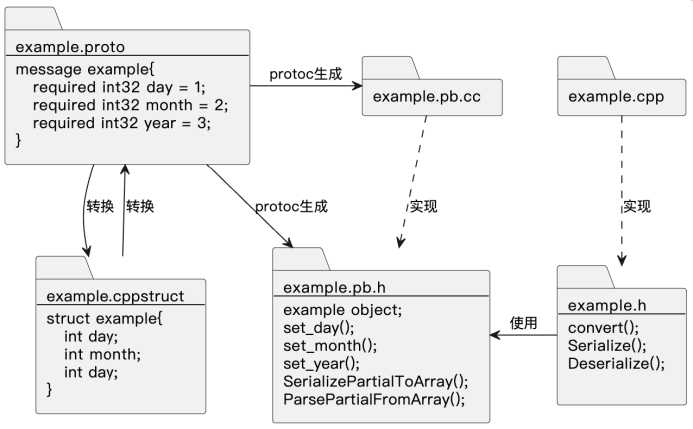 example.proto
message example{
required int32 day = 1;
required int32 month = 2;
required int32 year = 3;
}
protoc生成
example.pb.cc
example.cpp
转换
转换
protoc生成
实现
实现
example.cppstruct
struct example{
int day;
int month;
int day;
}
example.pb.h
example object;
set_day();
set_month();
set_year();
SerializePartialToArray();
ParsePartialFromArray();
使用
example.h
convert();
Serialize();
Deserialize();